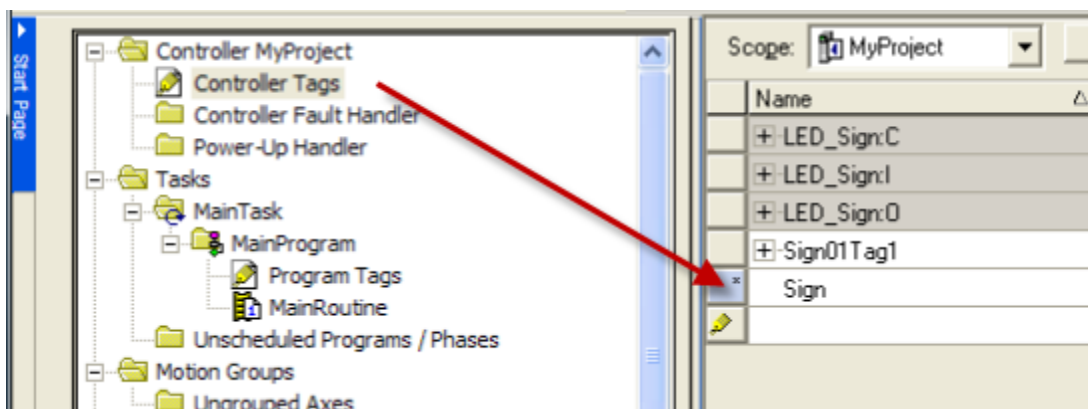 Start Page
Controller MyProject
Controller Tags
Controller Fault Handler
Power-Up Handler
Tasks
MainTask
MainProgram
Program Tags
MainRoutine
Unscheduled Programs / Phases
Motion Groups
Ungrouped Axes
Scope: MyProject
Name
LED_Sign:C
LED_Sign:I
LED_Sign:O
Sign01Tag1
Sign